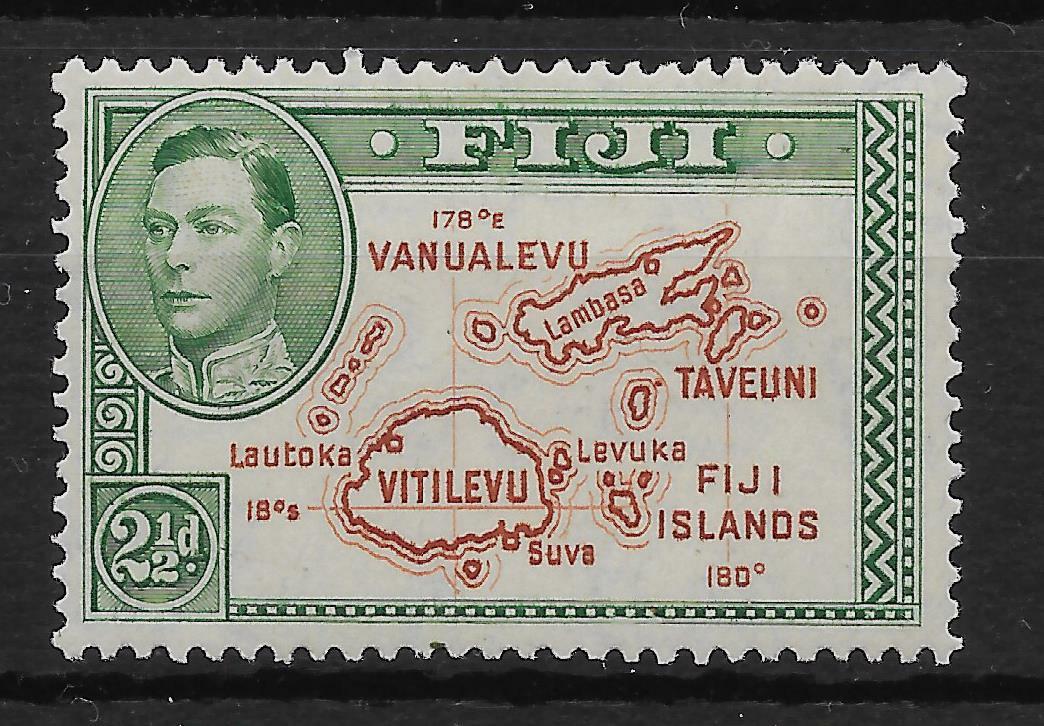 FIJI
178°E
VANUALEVU
Lambasa
TAVEUNI
Lautoka
Levuka
VITILEVU
FIJI
ISLANDS
18°S
Suva
180°
2½d.